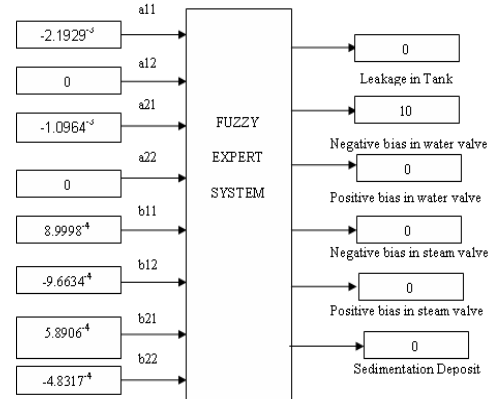 a11
-2.1929⁻³
a12
0
a21
-1.0964⁻³
a22
0
b11
8.9998⁻⁴
b12
-9.6634⁻⁴
b21
5.8906⁻⁴
b22
-4.8317⁻⁴
FUZZY
EXPERT
SYSTEM
0
Leakage in Tank
10
Negative bias in water valve
0
Positive bias in water valve
0
Negative bias in steam valve
0
Positive bias in steam valve
0
Sedimentation Deposit